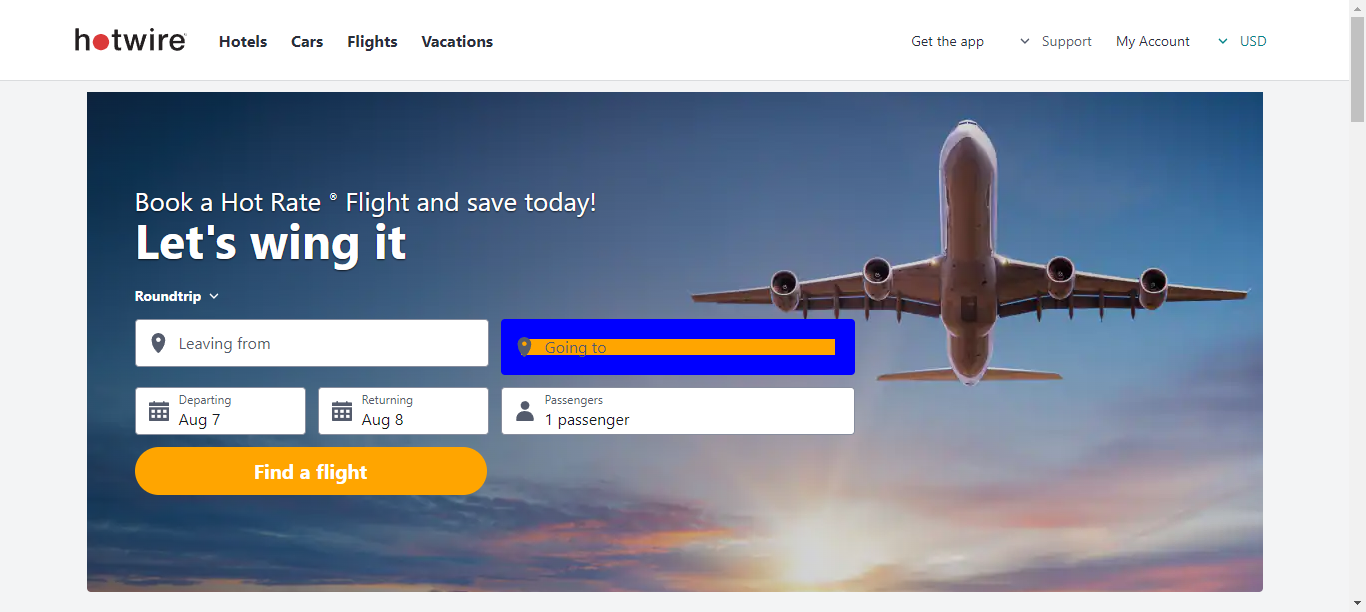 hotwire Hotels Cars Flights Vacations Get the app Support My Account USD
Book a Hot Rate ® Flight and save today!
Let's wing it
Roundtrip
Leaving from Going to
Departing Returning Passengers
Aug 7 Aug 8 1 passenger
Find a flight